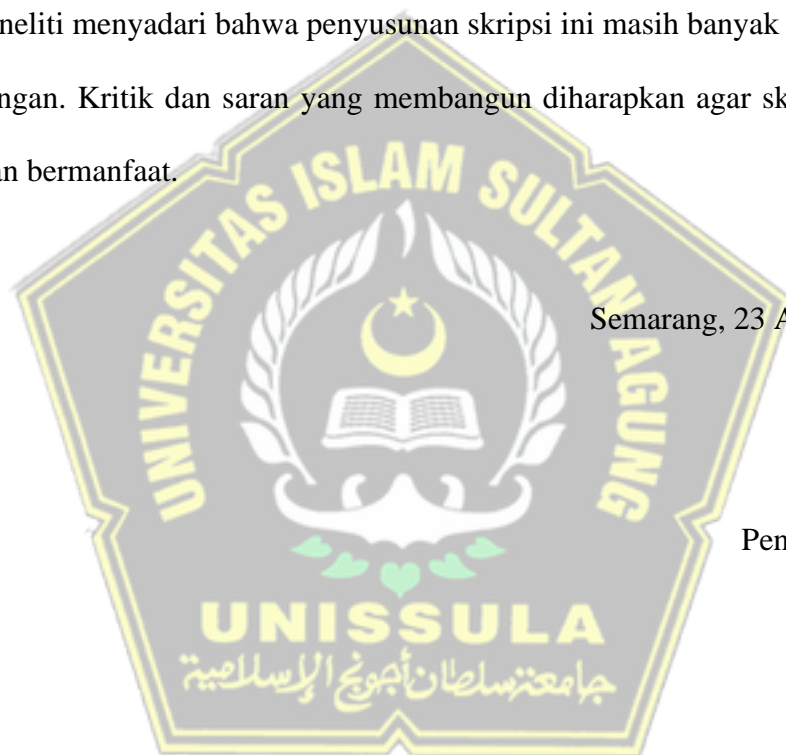 neliti menyadari bahwa penyusunan skripsi ini masih banyak
ngan. Kritik dan saran yang membangun diharapkan agar sk
an bermanfaat.
UNIVERSITAS ISLAM SULTAN AGUNG
Semarang, 23 A
Pen
UNISSULA
جامعة سلطان أجونج الإسلامية